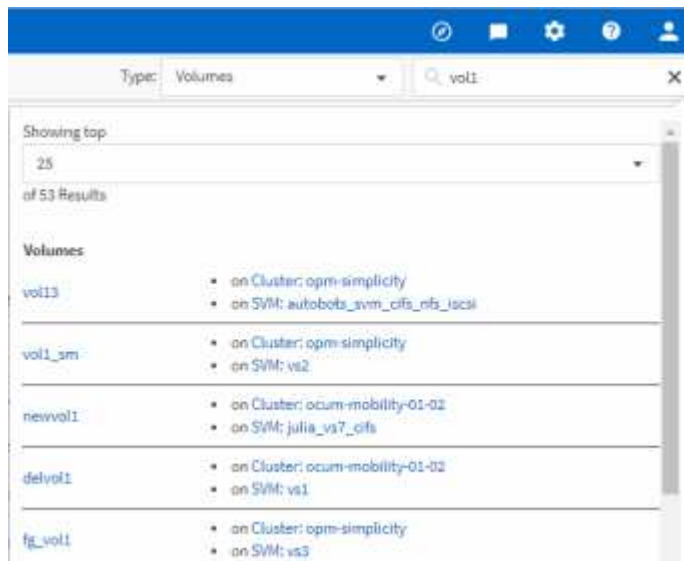 Type: Volumes vol1
Showing top
25
of 53 Results
Volumes
vol13
on Cluster: opm-simplicity
on SVM: autobots_svm_cifs_nfs_iscsi
vol1_sm
on Cluster: opm-simplicity
on SVM: vs2
newvol1
on Cluster: ocum-mobility-01-02
on SVM: julia_vs7_cifs
delvol1
on Cluster: ocum-mobility-01-02
on SVM: vs1
fg_vol1
on Cluster: opm-simplicity
on SVM: vs3